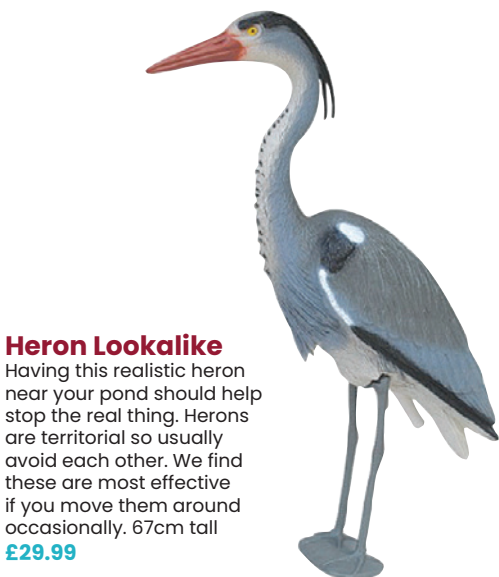 Heron Lookalike
Having this realistic heron
near your pond should help
stop the real thing. Herons
are territorial so usually
avoid each other. We find
these are most effective
if you move them around
occasionally. 67cm tall
£29.99